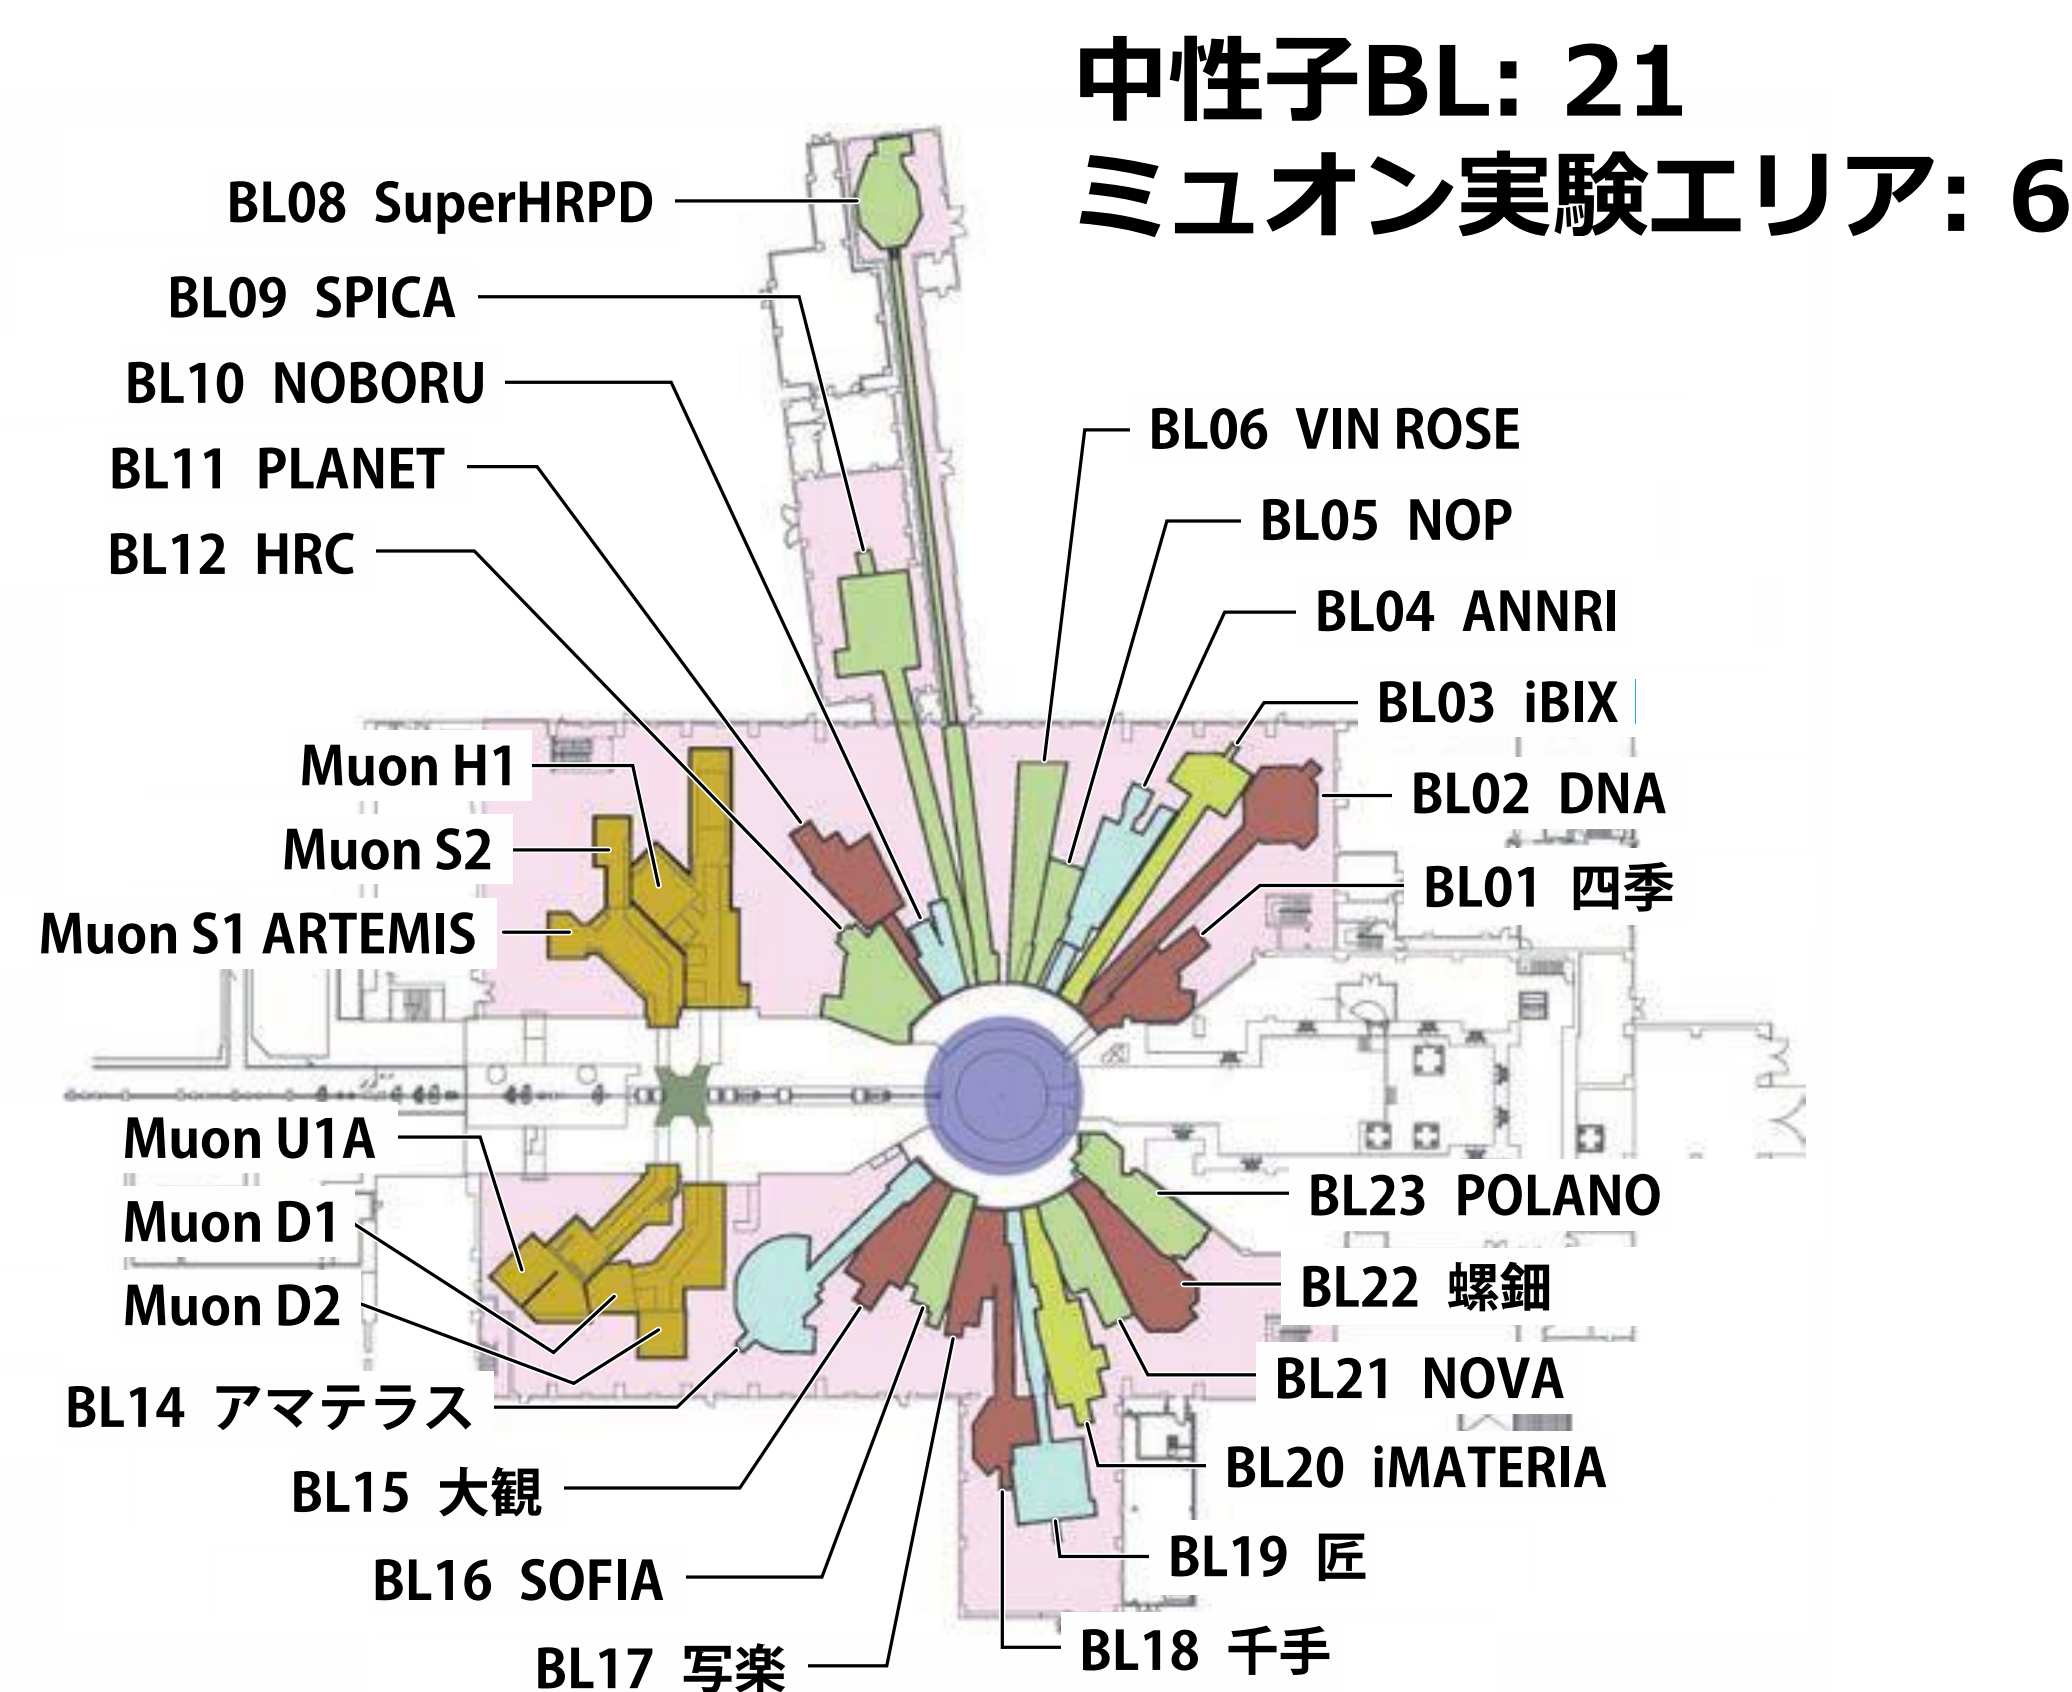 中性子BL: 21
ミュオン実験エリア: 6
BL08 SuperHRPD
BL09 SPICA
BL10 NOBORU
BL11 PLANET
BL12 HRC
Muon H1
Muon S2
Muon S1 ARTEMIS
Muon U1A
Muon D1
Muon D2
BL14 アマテラス
BL15 大観
BL16 SOFIA
BL17 写楽
BL06 VIN ROSE
BL05 NOP
BL04 ANNRI
BL03 iBIX
BL02 DNA
BL01 四季
BL23 POLANO
BL22 螺鈿
BL21 NOVA
BL20 iMATERIA
BL19 匠
BL18 千手